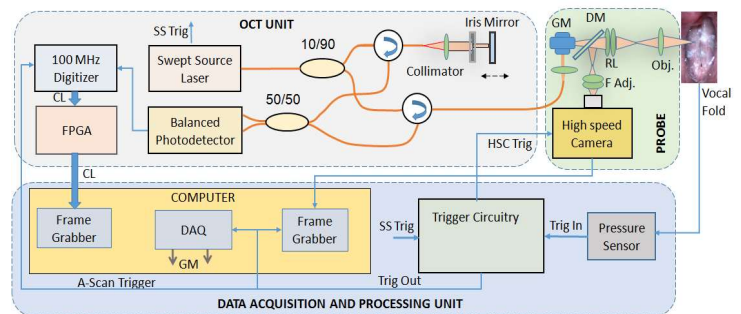 OCT UNIT
SS Trig
10/90
Iris Mirror
GM
DM
100 MHz
Digitizer
Swept Source
Laser
Collimator
RL
Obj.
F Adj.
Vocal
Fold
CL
50/50
FPGA
Balanced
Photodetector
HSC Trig
High speed
Camera
PROBE
CL
COMPUTER
Frame
Grabber
DAQ
Frame
Grabber
GM
SS Trig
Trigger Circuitry
Trig In
Pressure
Sensor
A-Scan Trigger
Trig Out
DATA ACQUISITION AND PROCESSING UNIT